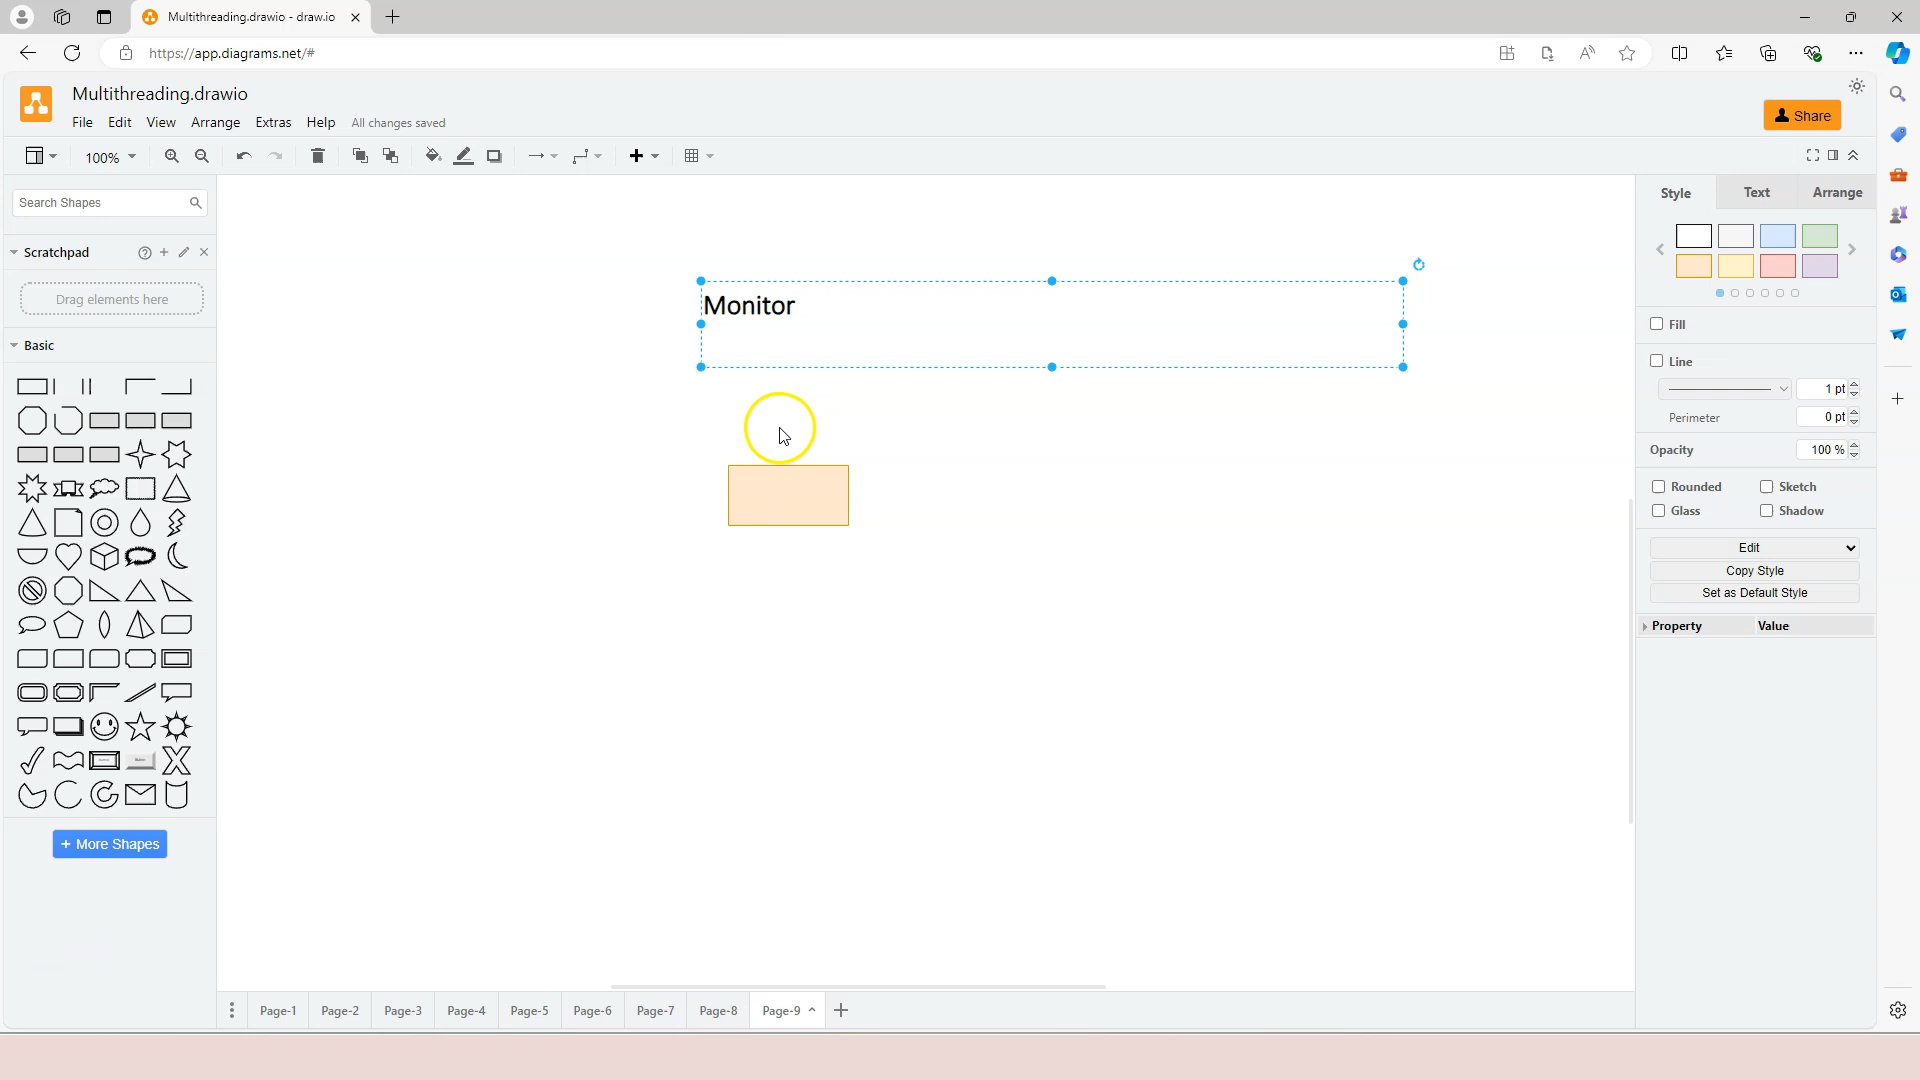 Multithreading.drawio - draw.io
https://app.diagrams.net/#
Multithreading.drawio
File Edit View Arrange Extras Help All changes saved
Share
100%
Search Shapes
Scratchpad
Drag elements here
Basic
+ More Shapes
Monitor
Style Text Arrange
Fill
Line
1 pt
Perimeter 0 pt
Opacity 100 %
Rounded Sketch
Glass Shadow
Edit
Copy Style
Set as Default Style
Property Value
Page-1 Page-2 Page-3 Page-4 Page-5 Page-6 Page-7 Page-8 Page-9